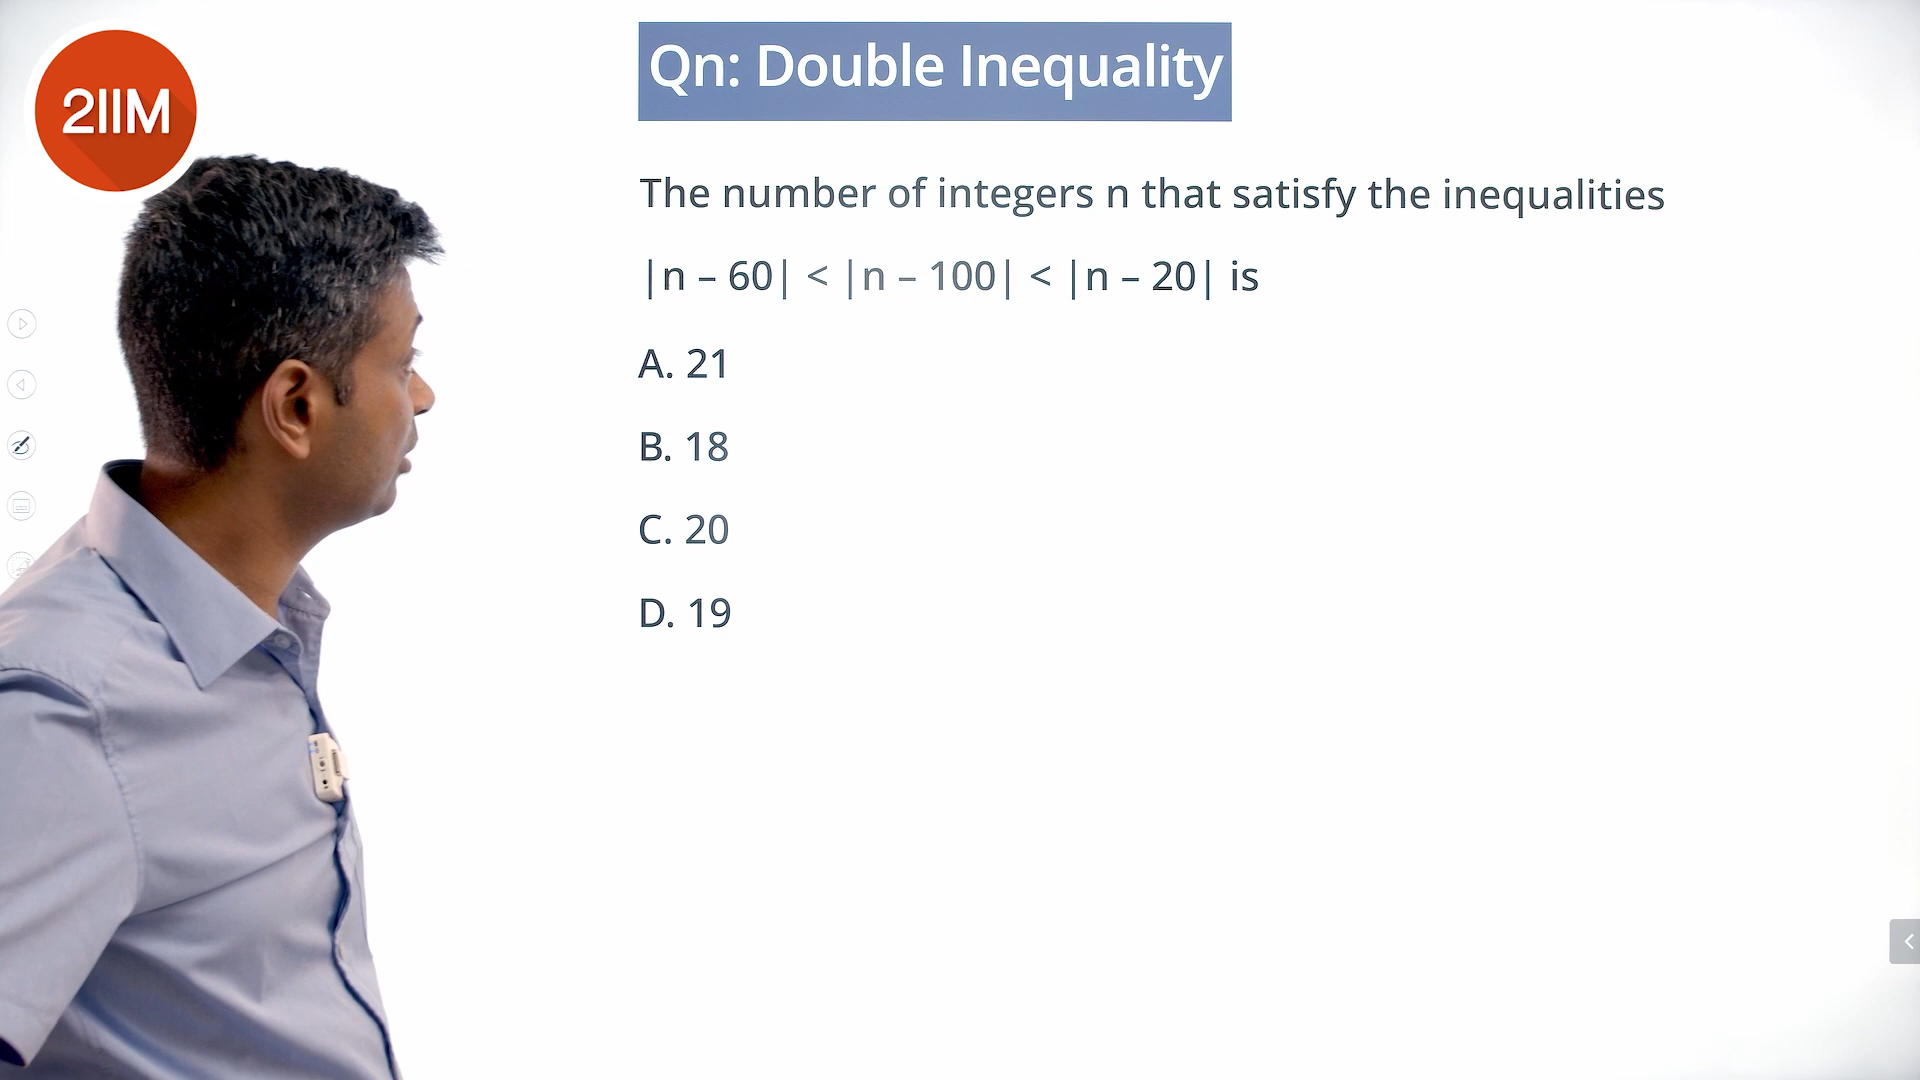 2IIM
Qn: Double Inequality
The number of integers n that satisfy the inequalities
|n – 60| < |n – 100| < |n – 20| is
A. 21
B. 18
C. 20
D. 19